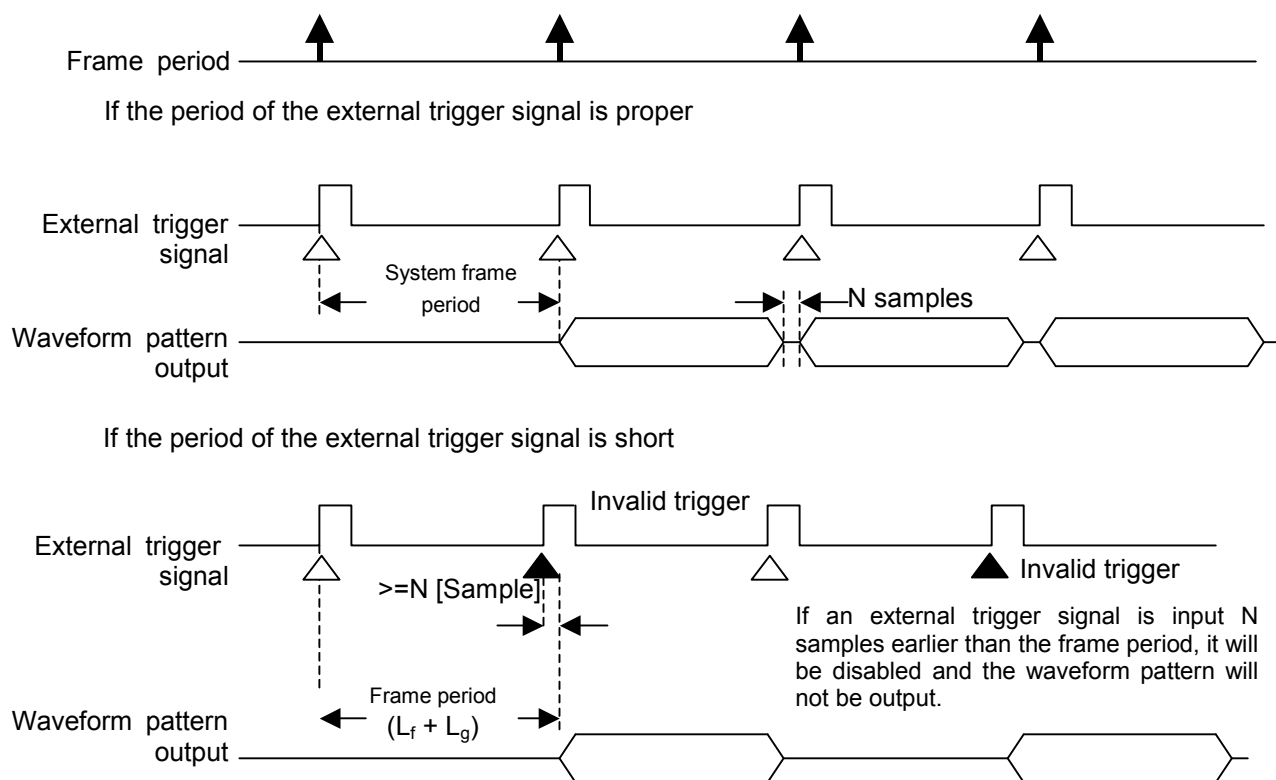 Frame period
If the period of the external trigger signal is proper
External trigger
signal
System frame
period
N samples
Waveform pattern
output
If the period of the external trigger signal is short
Invalid trigger
External trigger
signal
>=N [Sample]
Invalid trigger
If an external trigger signal is input N
samples earlier than the frame period, it will
be disabled and the waveform pattern will
not be output.
Frame period
(Lf + Lg)
Waveform pattern
output